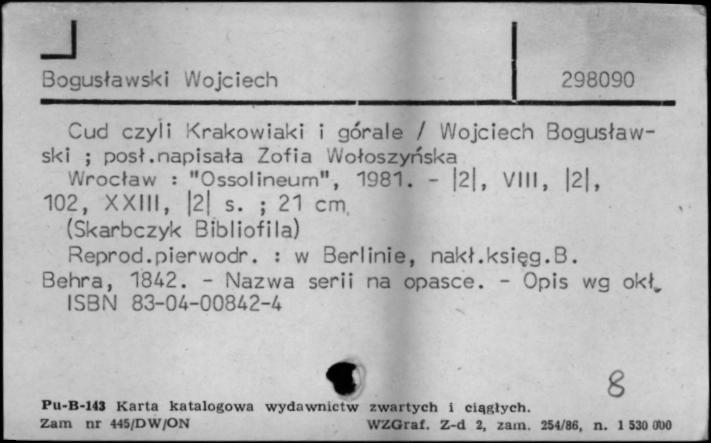 Bogusławski Wojciech 298090
Cud czyli Krakowiaki i górale / Wojciech Bogusław-
ski ; posł.napisała Zofia Wołoszyńska
Wrocław : "Ossolineum", 1981. - |2|, VIII, |2|,
102, XXIII, |2| s. ; 21 cm.
(Skarbczyk Bibliofila)
Reprod.pierwodr. : w Berlinie, nakł.księg.B.
Behra, 1842. - Nazwa serii na opasce. - Opis wg okł.
ISBN 83-04-00842-4
8
Pu-B-143 Karta katalogowa wydawnictw zwartych i ciągłych.
Zam nr 445/DW/ON WZGraf. Z-d 2, zam. 254/86, n. 1 530 000